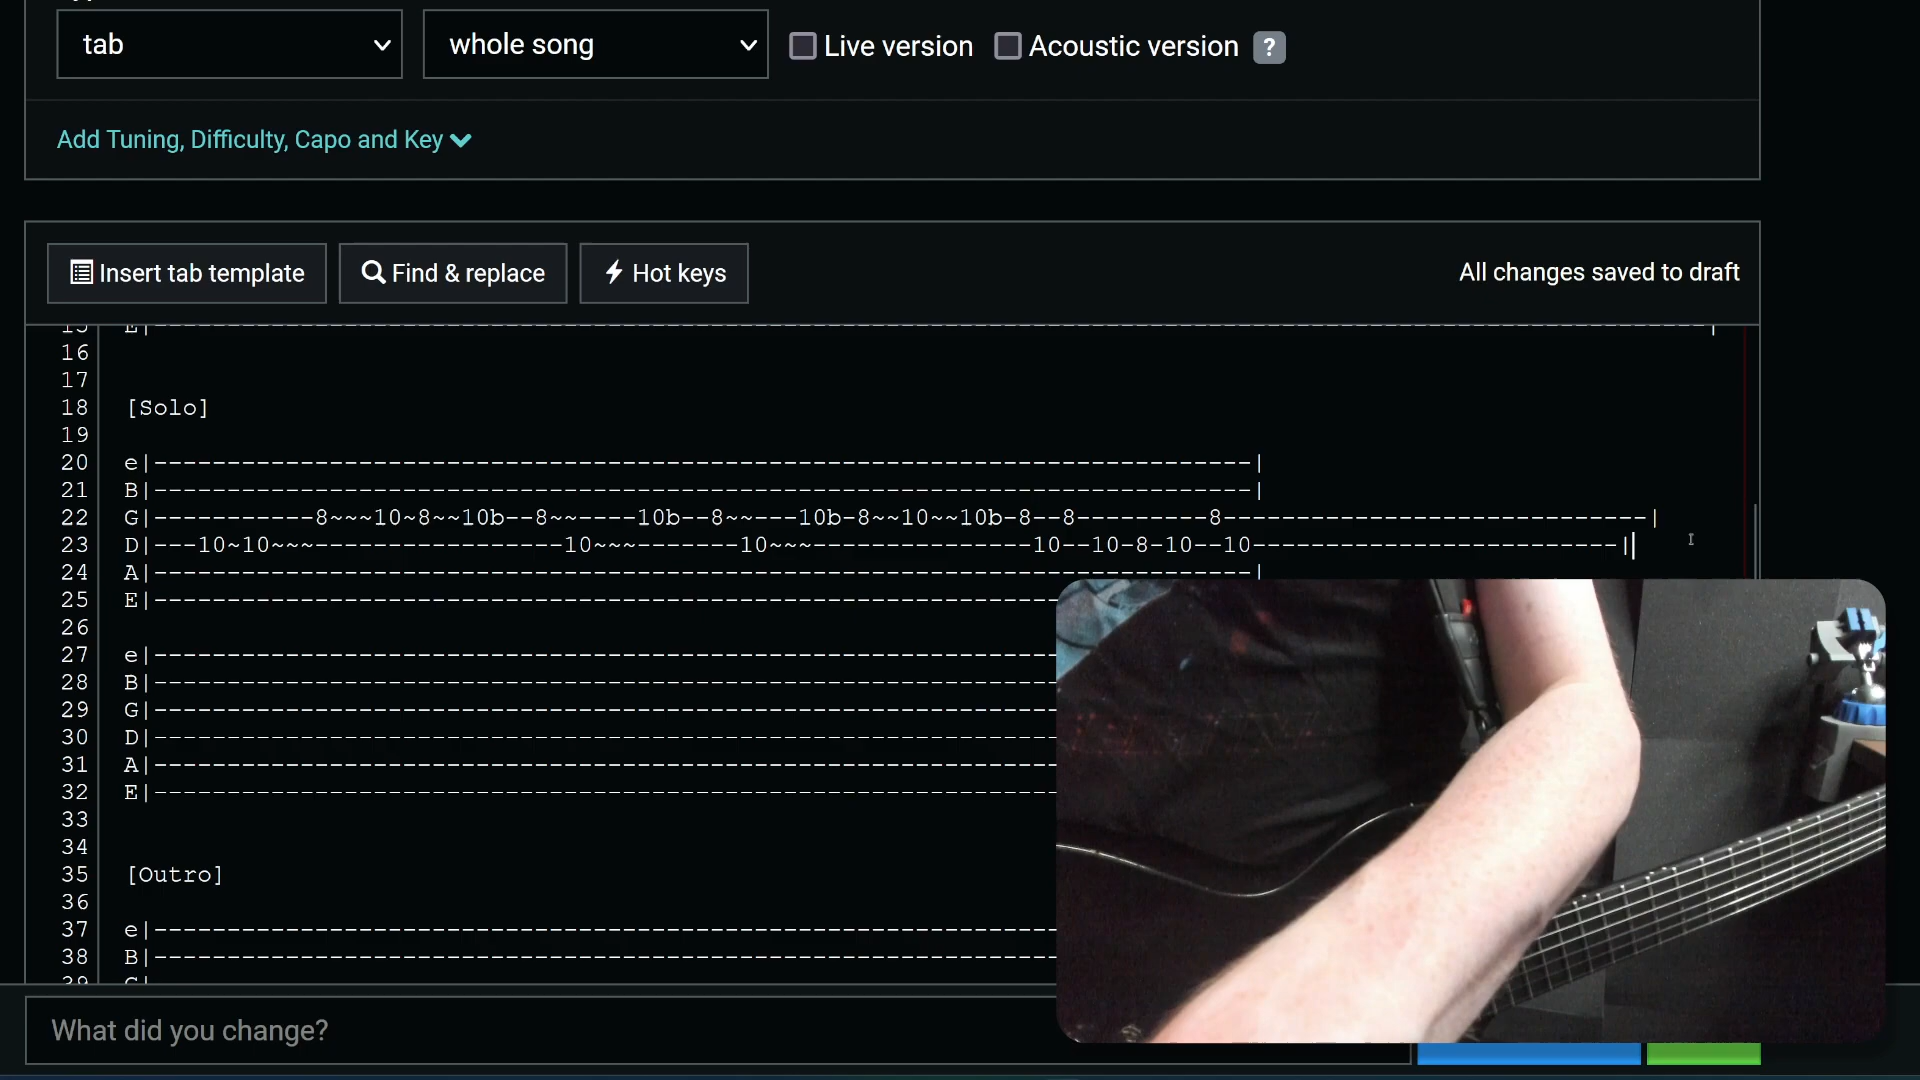 tab
whole song
Live version
Acoustic version
?
Add Tuning, Difficulty, Capo and Key
Insert tab template
Find & replace
Hot keys
All changes saved to draft
15 E|-----------------------------------------------------------------------------------------------------------|
16
17
18 [Solo]
19
20 e|---------------------------------------------------------------------------|
21 B|---------------------------------------------------------------------------|
22 G|-----------8~~~10~8~~10b--8~~----10b--8~~---10b-8~~10~~10b-8--8---------8-----------------------------|
23 D|---10~10~~~-----------------10~~~-------10~~~---------------10--10-8-10--10-------------------------||
24 A|---------------------------------------------------------------------------|
25 E|--------------------------------------------------------------
26
27 e|--------------------------------------------------------------
28 B|--------------------------------------------------------------
29 G|--------------------------------------------------------------
30 D|--------------------------------------------------------------
31 A|--------------------------------------------------------------
32 E|--------------------------------------------------------------
33
34
35 [Outro]
36
37 e|--------------------------------------------------------------
38 B|--------------------------------------------------------------
39 G|
What did you change?